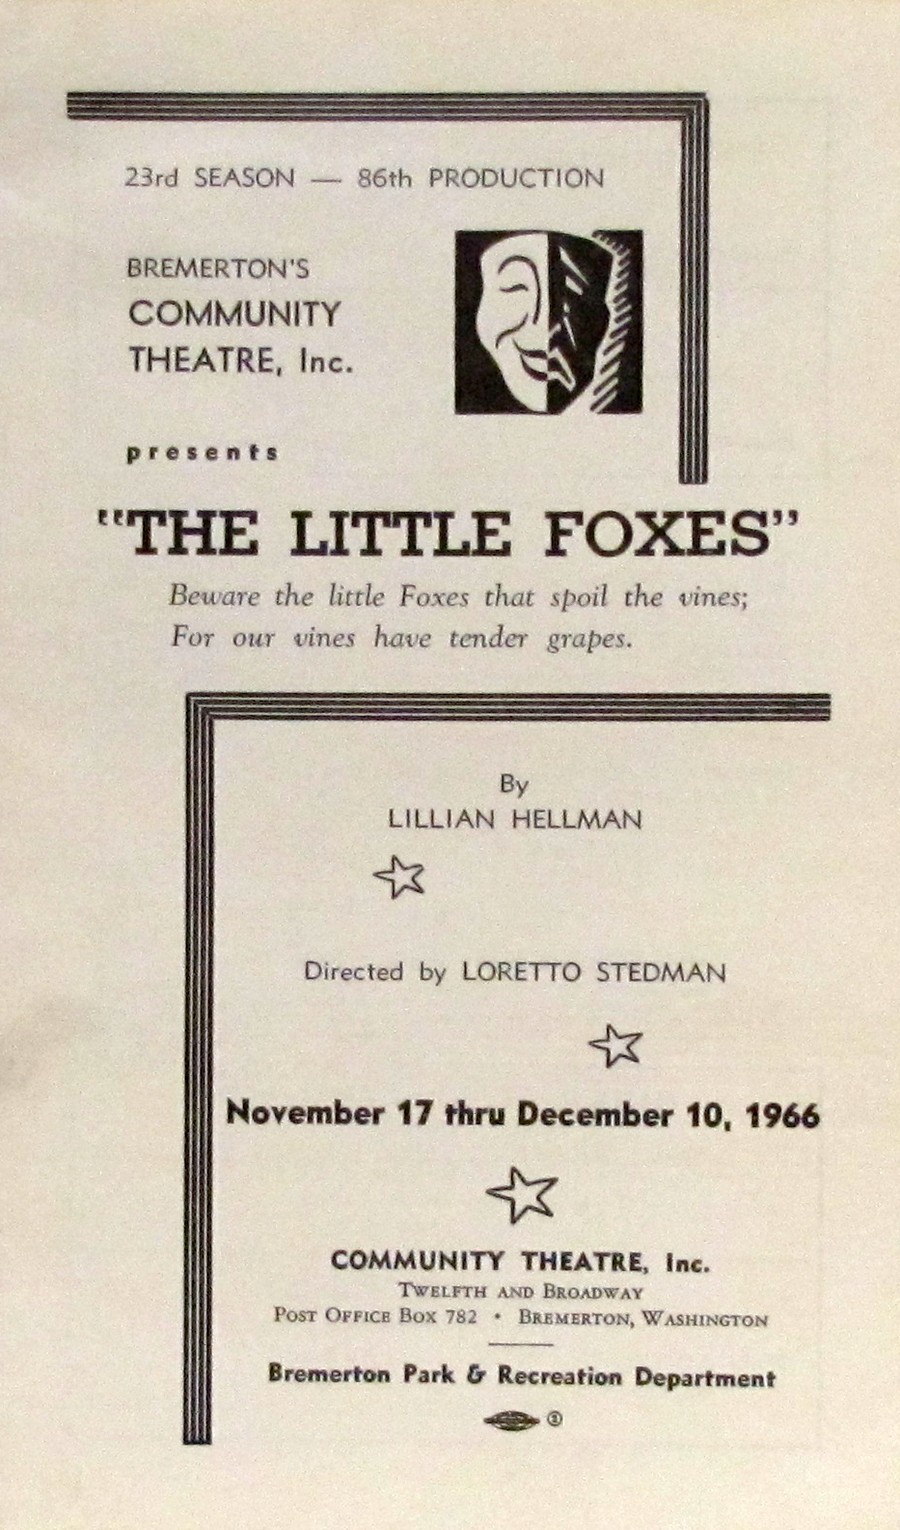 23rd SEASON — 86th PRODUCTION
BREMERTON'S
COMMUNITY
THEATRE, Inc.
presents
"THE LITTLE FOXES"
Beware the little Foxes that spoil the vines;
For our vines have tender grapes.
By
LILLIAN HELLMAN
Directed by LORETTO STEDMAN
November 17 thru December 10, 1966
COMMUNITY THEATRE, Inc.
TWELFTH AND BROADWAY
POST OFFICE BOX 782 • BREMERTON, WASHINGTON
Bremerton Park & Recreation Department